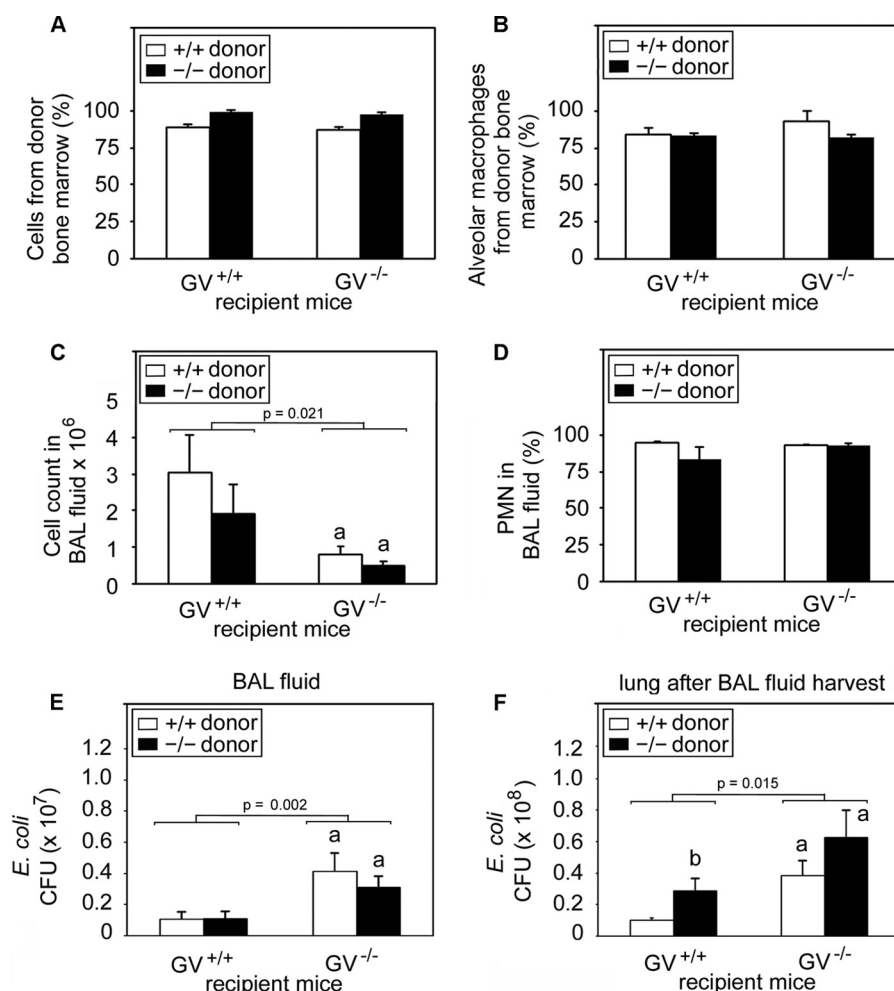 A
+/+ donor
−/− donor
Cells from donor
bone marrow (%)
100
75
50
25
0
GV+/+
GV-/-
recipient mice
B
+/+ donor
−/− donor
Alveolar macrophages
from donor bone
marrow (%)
100
75
50
25
0
GV+/+
GV-/-
recipient mice
C
+/+ donor
−/− donor
Cell count in
BAL fluid x 10^6
5
4
3
2
1
0
p = 0.021
a
a
GV+/+
GV-/-
recipient mice
D
+/+ donor
−/− donor
PMN in
BAL fluid (%)
100
75
50
25
0
GV+/+
GV-/-
recipient mice
E
BAL fluid
+/+ donor
−/− donor
E. coli
CFU (x 10^7)
1.2
1.0
0.8
0.6
0.4
0.2
0
p = 0.002
a
a
GV+/+
GV-/-
recipient mice
F
lung after BAL fluid harvest
+/+ donor
−/− donor
E. coli
CFU (x 10^8)
1.2
1.0
0.8
0.6
0.4
0.2
0
p = 0.015
b
a
a
GV+/+
GV-/-
recipient mice